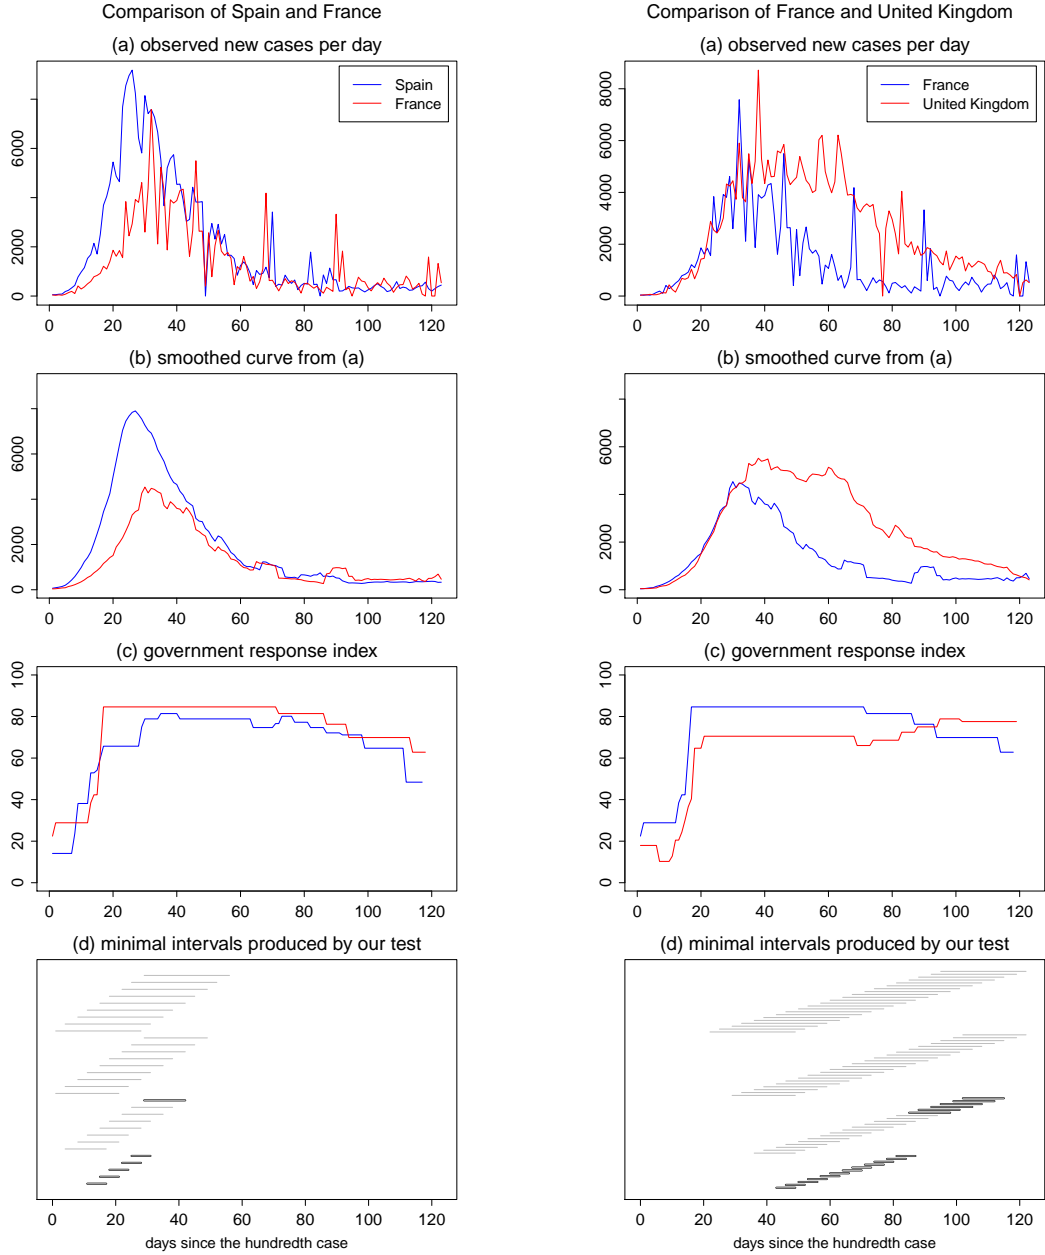 Comparison of Spain and France
(a) observed new cases per day
Spain
France
0 2000 6000
0 20 40 60 80 100 120
(b) smoothed curve from (a)
0 2000 6000
0 20 40 60 80 100 120
(c) government response index
0 20 40 60 80 100
0 20 40 60 80 100 120
(d) minimal intervals produced by our test
0 20 40 60 80 100 120
days since the hundredth case
Comparison of France and United Kingdom
(a) observed new cases per day
France
United Kingdom
0 2000 4000 6000 8000
0 20 40 60 80 100 120
(b) smoothed curve from (a)
0 2000 6000
0 20 40 60 80 100 120
(c) government response index
0 20 40 60 80 100
0 20 40 60 80 100 120
(d) minimal intervals produced by our test
0 20 40 60 80 100 120
days since the hundredth case